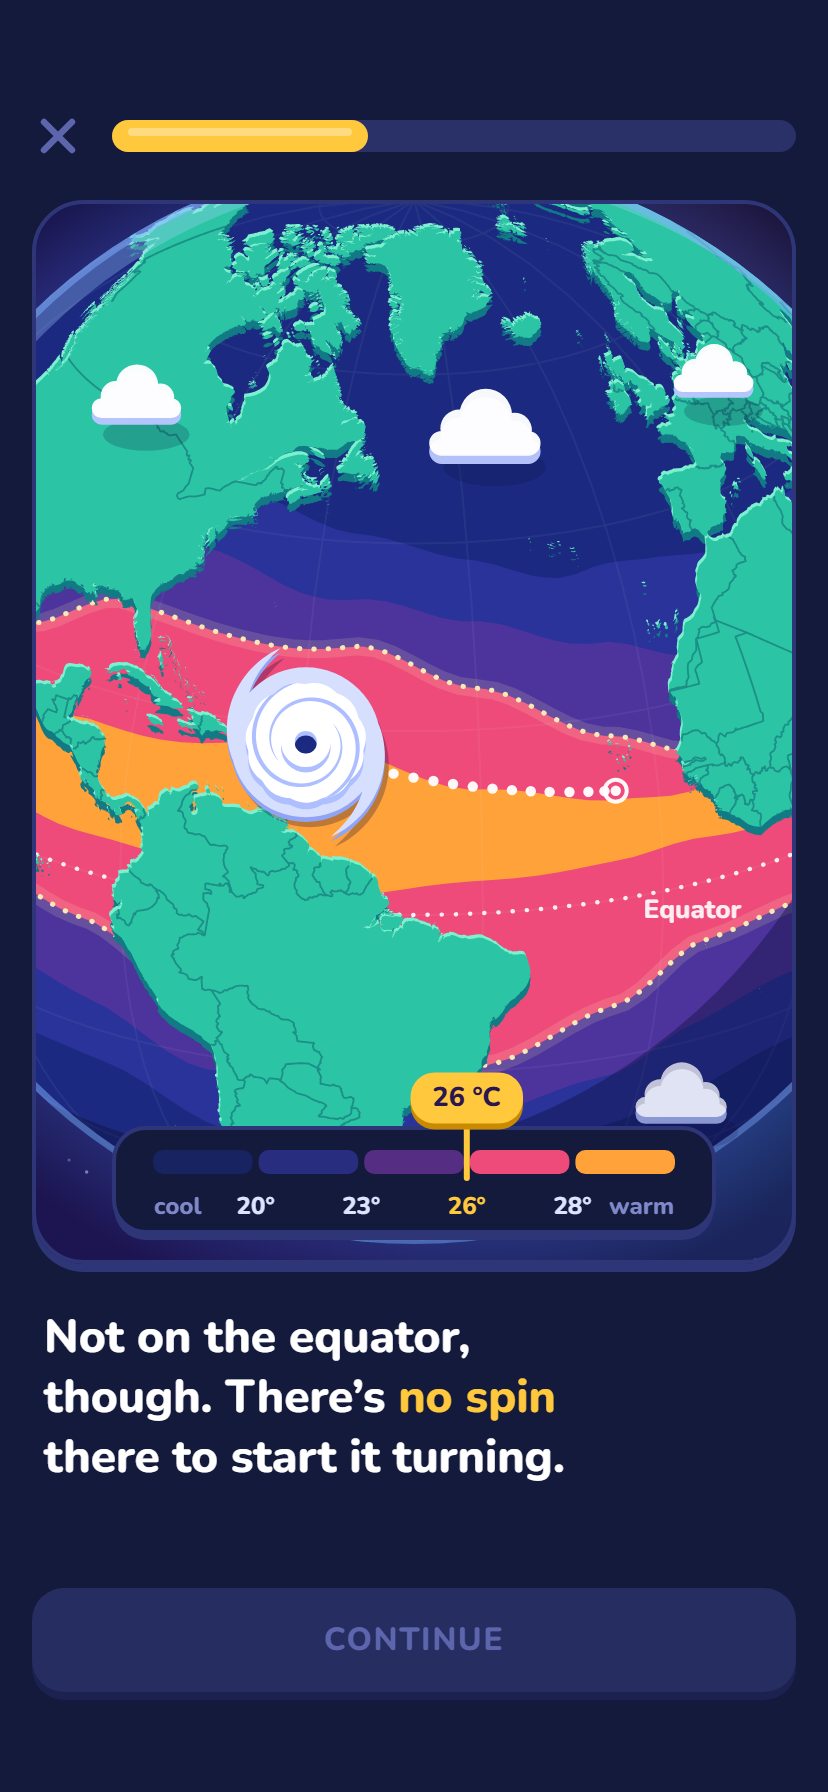 Equator
26 °C
cool 20° 23° 26° 28° warm
Not on the equator,
though. There’s no spin
there to start it turning.
CONTINUE